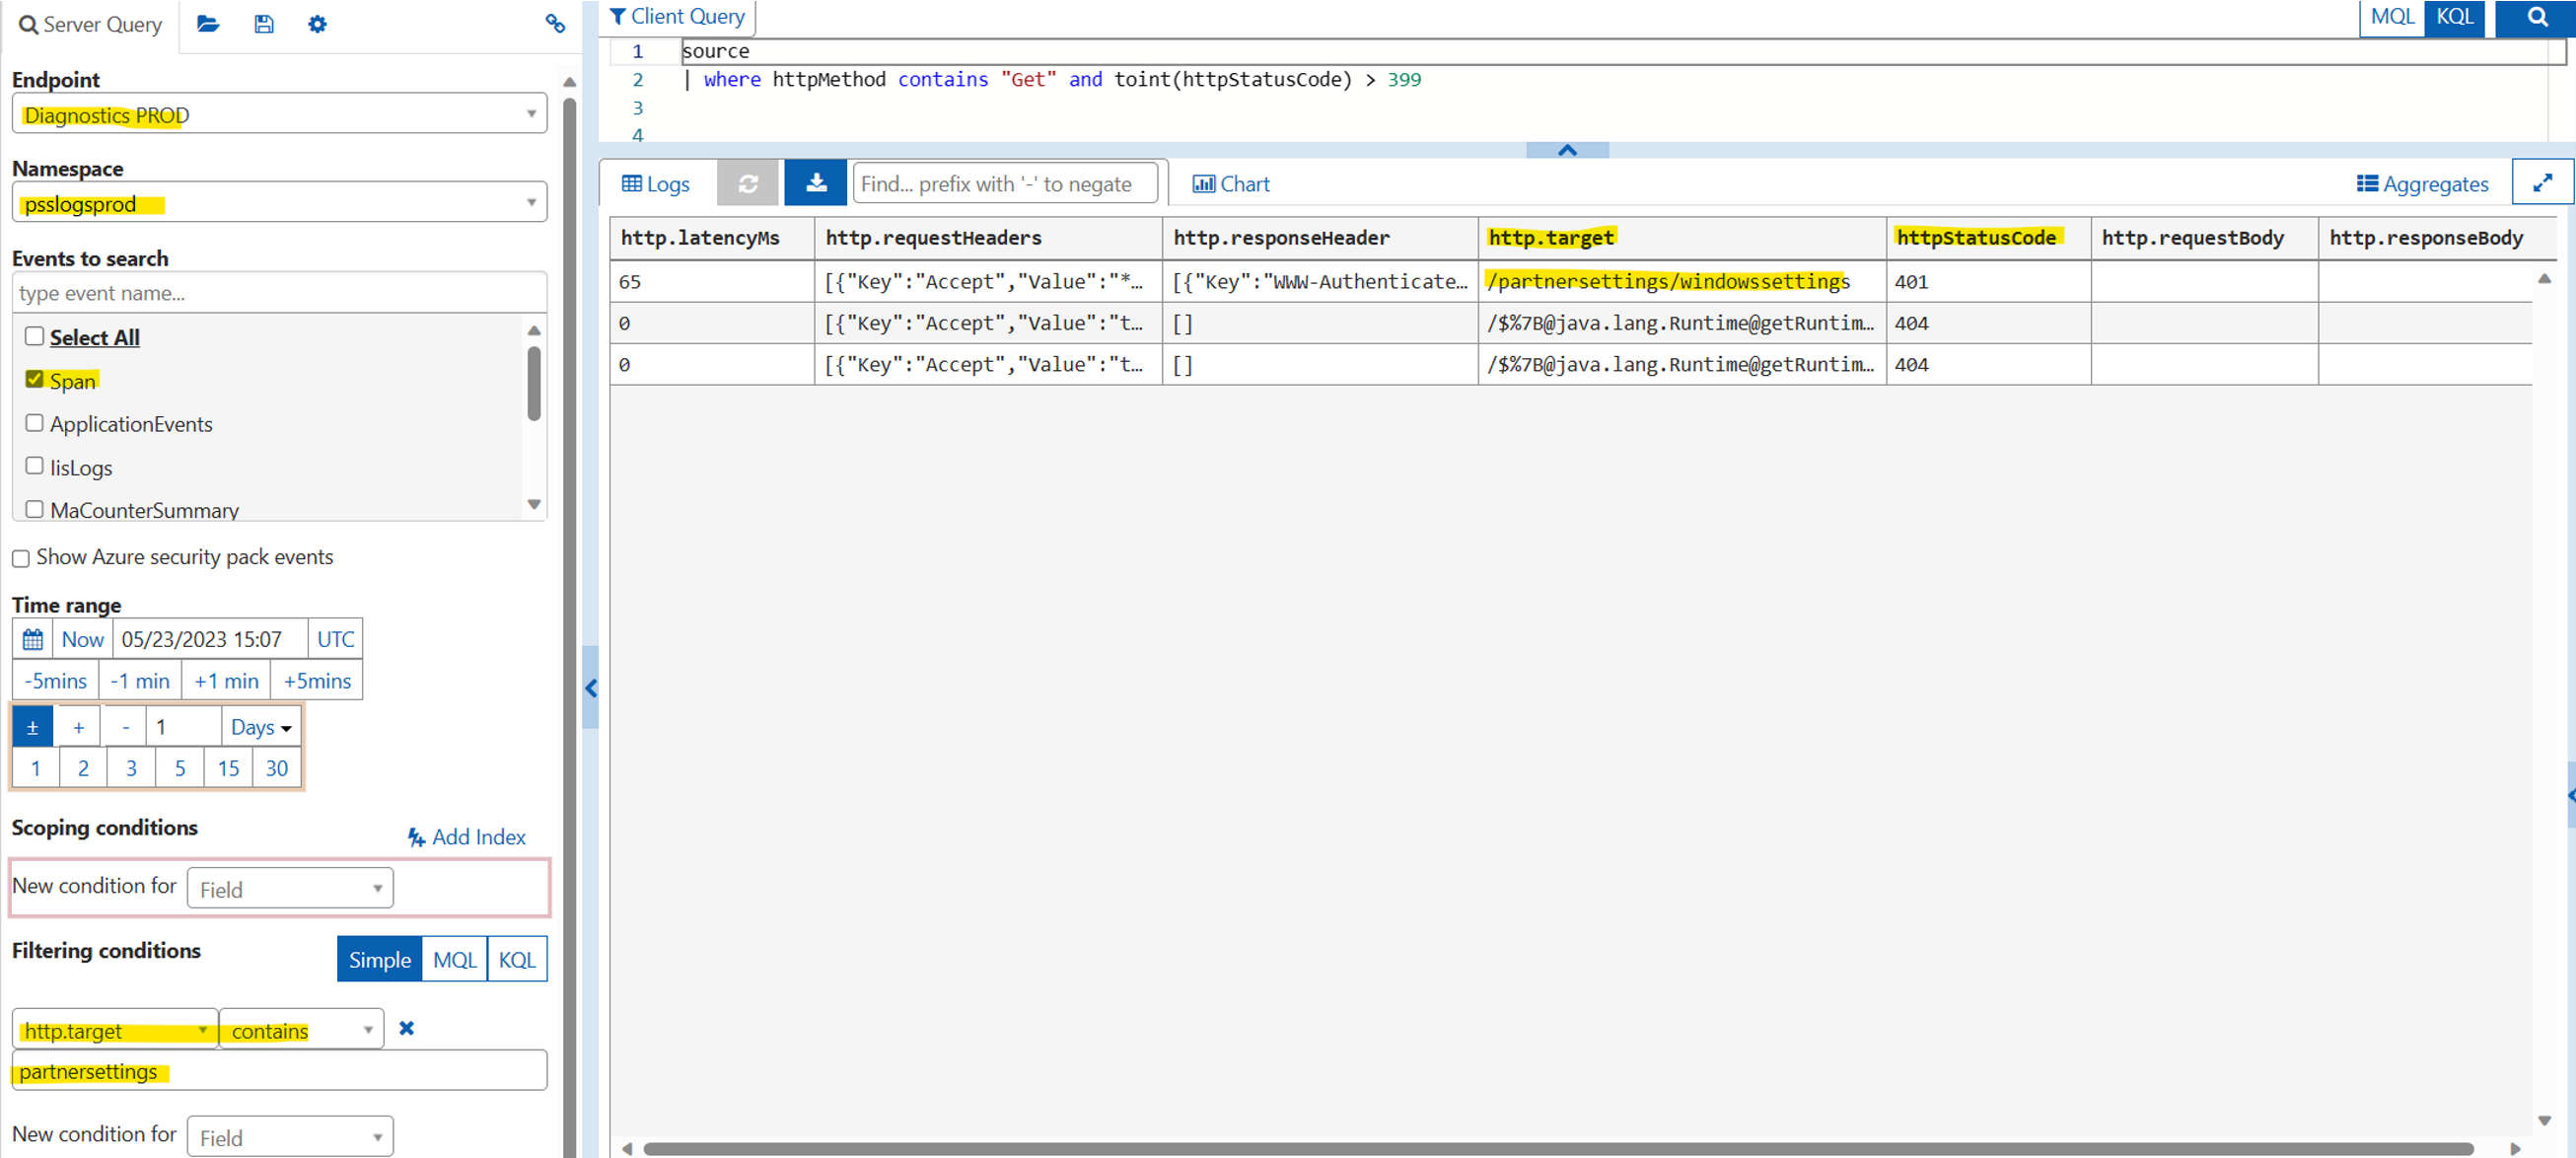 Server Query
Endpoint
Diagnostics PROD
Namespace
psslogsprod
Events to search
type event name...
Select All
Span
ApplicationEvents
IisLogs
MaCounterSummary
Show Azure security pack events
Time range
Now 05/23/2023 15:07 UTC
-5mins -1 min +1 min +5mins
± + - 1 Days
1 2 3 5 15 30
Scoping conditions
Add Index
New condition for Field
Filtering conditions
Simple MQL KQL
http.target contains
partnersettings
New condition for Field
Client Query
MQL KQL
1 source
2 | where httpMethod contains "Get" and toint(httpStatusCode) > 399
3
4
Logs Find... prefix with '-' to negate Chart Aggregates
http.latencyMs http.requestHeaders http.responseHeader http.target httpStatusCode http.requestBody http.responseBody
65 [{"Key":"Accept","Value":"*... [{"Key":"WWW-Authenticate... /partnersettings/windowssettings 401
0 [{"Key":"Accept","Value":"t... [] /$%7B@java.lang.Runtime@getRuntim... 404
0 [{"Key":"Accept","Value":"t... [] /$%7B@java.lang.Runtime@getRuntim... 404